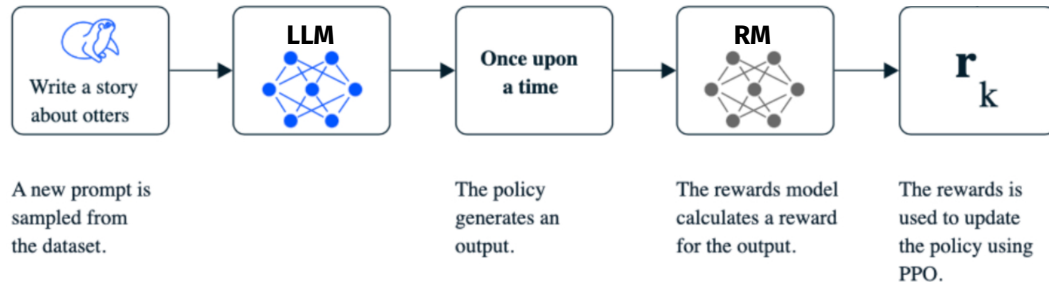 Write a story
about otters
LLM
Once upon
a time
RM
r
k
A new prompt is
sampled from
the dataset.
The policy
generates an
output.
The rewards model
calculates a reward
for the output.
The rewards is
used to update
the policy using
PPO.